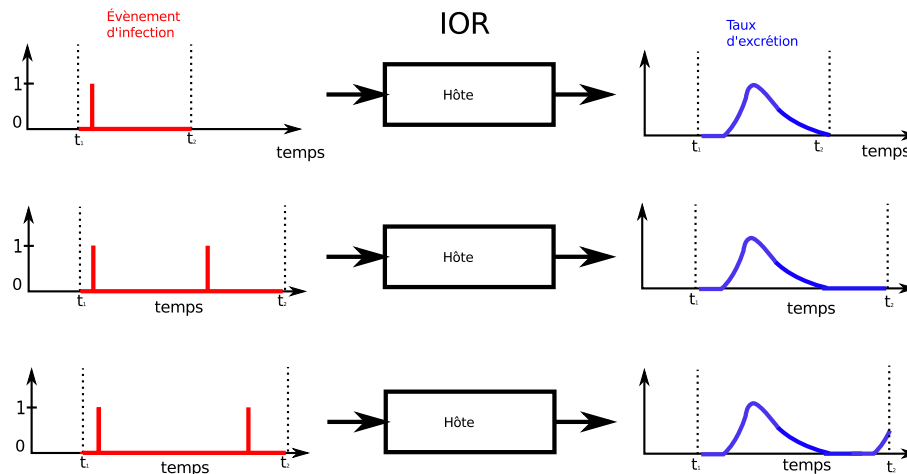 Évènement
d'infection
IOR
Taux
d'excrétion
1
0
t₁
t₂
temps
Hôte
t₁
t₂
temps
1
0
t₁
temps
t₂
Hôte
t₁
temps
t₂
1
0
t₁
temps
t₂
Hôte
t₁
temps
t₂